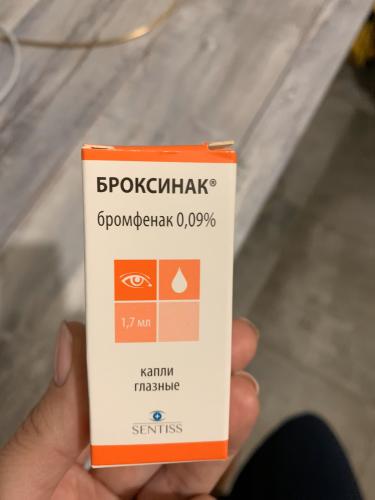 БРОКСИНАК®
бромфенак 0,09%
1,7 мл
капли
глазные
SENTISS